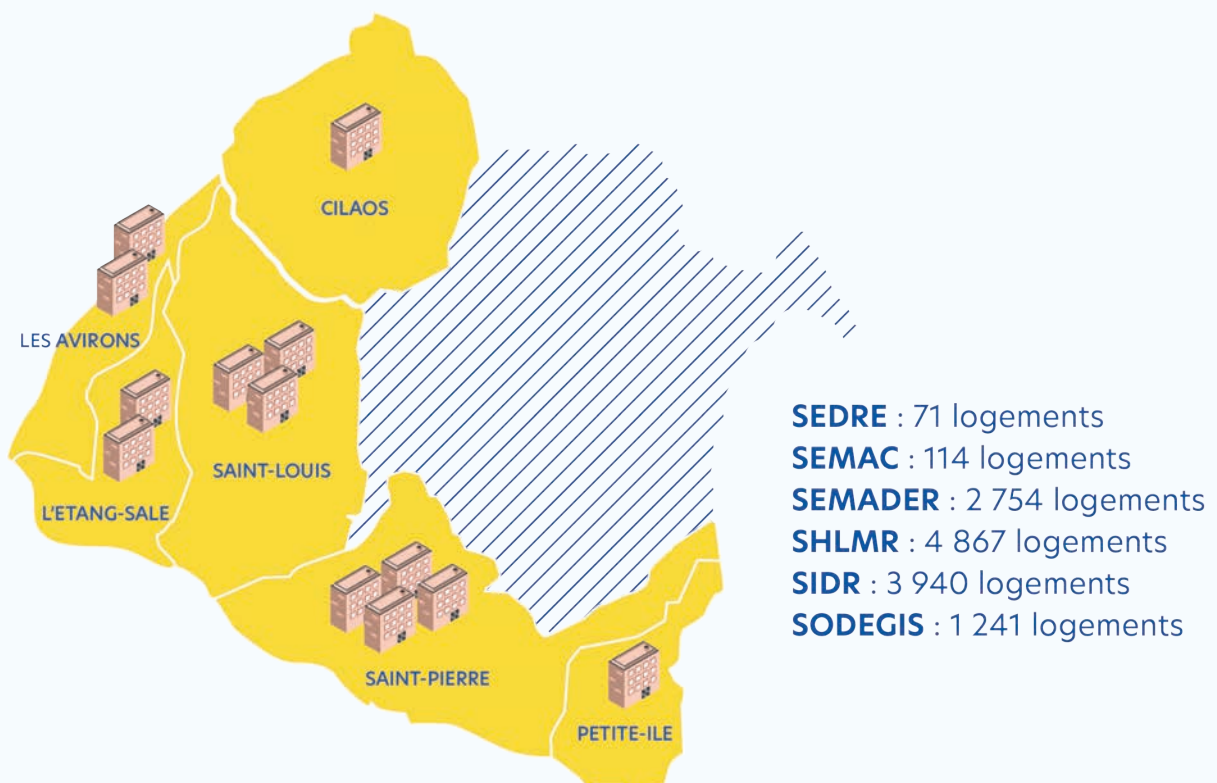 CILAOS
LES AVIRONS
SAINT-LOUIS
L'ETANG-SALE
SAINT-PIERRE
PETITE-ILE
SEDRE : 71 logements
SEMAC : 114 logements
SEMADER : 2 754 logements
SHLMR : 4 867 logements
SIDR : 3 940 logements
SODEGIS : 1 241 logements